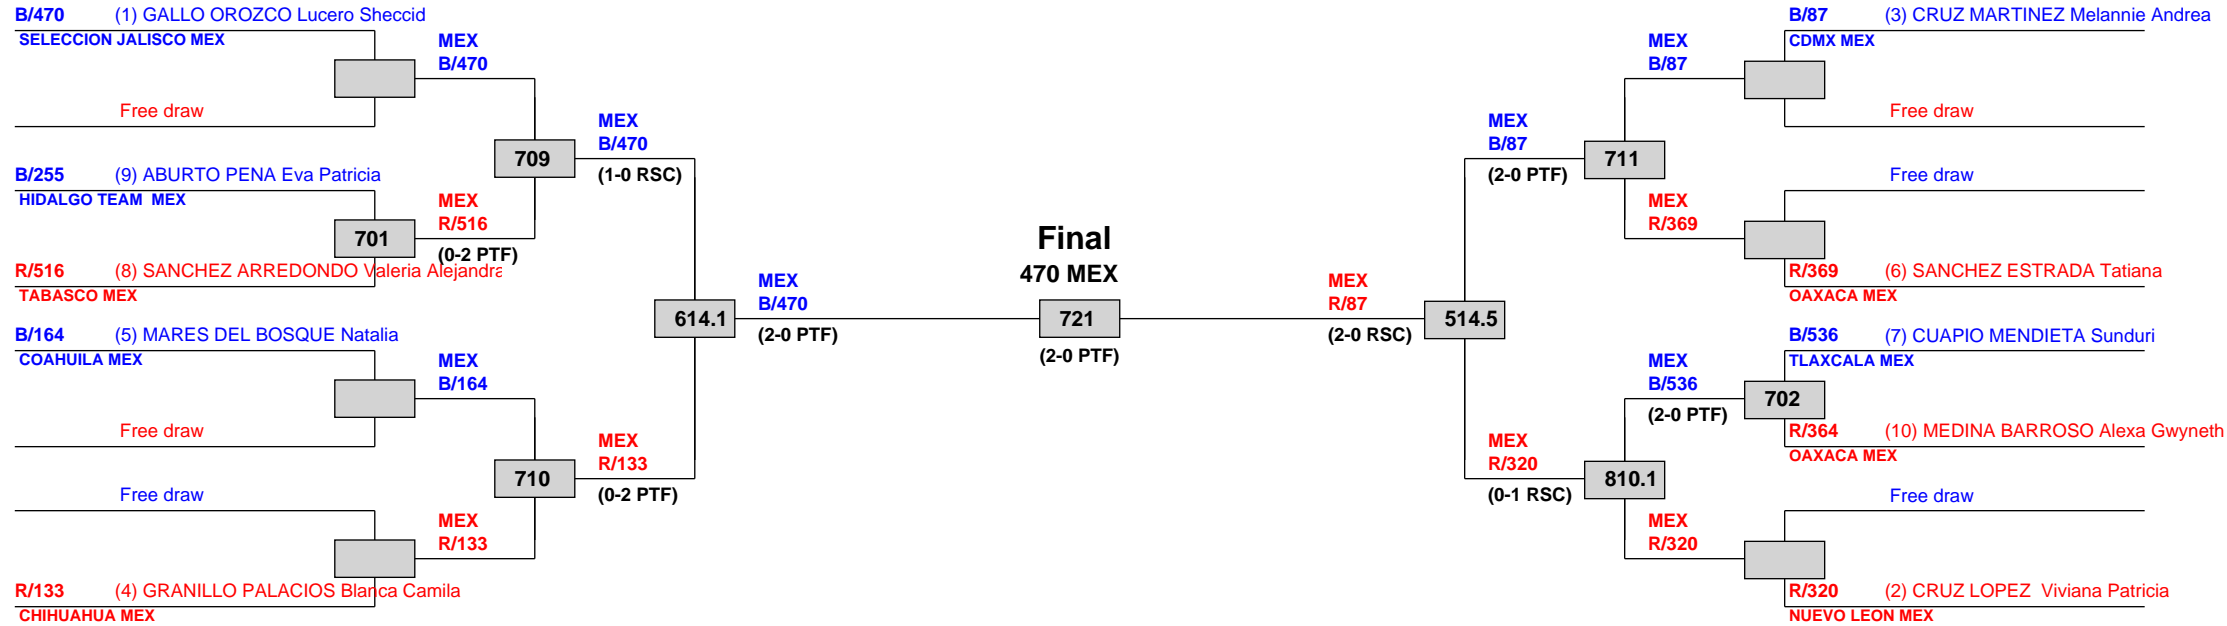 B/470 (1) GALLO OROZCO Lucero Sheccid
SELECCION JALISCO MEX
Free draw
B/255 (9) ABURTO PENA Eva Patricia
HIDALGO TEAM MEX
R/516 (8) SANCHEZ ARREDONDO Valeria Alejandra
TABASCO MEX
B/164 (5) MARES DEL BOSQUE Natalia
COAHUILA MEX
Free draw
Free draw
R/133 (4) GRANILLO PALACIOS Blanca Camila
CHIHUAHUA MEX
701
MEX
B/470
MEX
R/516
(0-2 PTF)
MEX
B/164
MEX
R/133
709
710
MEX
B/470
(1-0 RSC)
MEX
R/133
(0-2 PTF)
614.1
MEX
B/470
(2-0 PTF)
Final
470 MEX
721
(2-0 PTF)
MEX
R/87
(2-0 RSC)
514.5
MEX
B/87
(2-0 PTF)
MEX
R/320
(0-1 RSC)
711
810.1
MEX
B/87
MEX
R/369
MEX
B/536
(2-0 PTF)
MEX
R/320
702
B/87 (3) CRUZ MARTINEZ Melannie Andrea
CDMX MEX
Free draw
Free draw
R/369 (6) SANCHEZ ESTRADA Tatiana
OAXACA MEX
B/536 (7) CUAPIO MENDIETA Sunduri
TLAXCALA MEX
R/364 (10) MEDINA BARROSO Alexa Gwyneth
OAXACA MEX
Free draw
R/320 (2) CRUZ LOPEZ Viviana Patricia
NUEVO LEON MEX